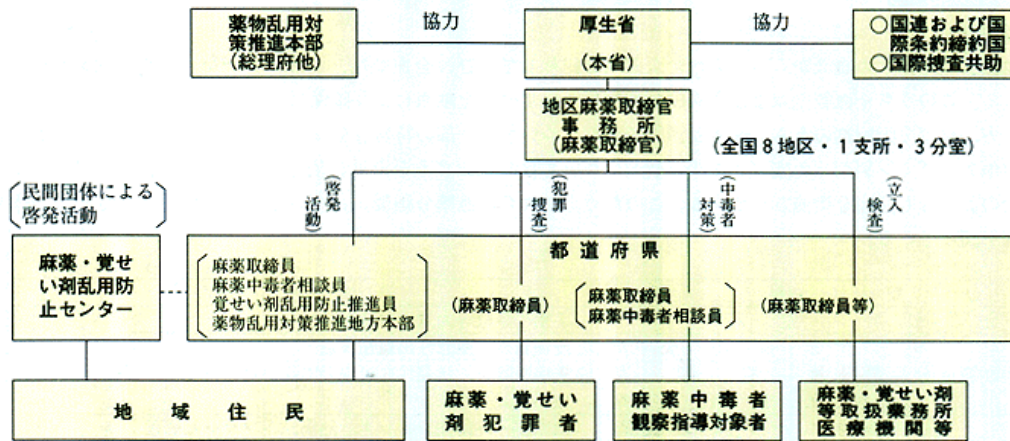 薬物乱用対
策推進本部
(総理府他)
協力
厚生省
(本省)
協力
○国連および国
際条約締約国
○国際捜査共助
地区麻薬取締官
事務所
(麻薬取締官)
(全国8地区・1支所・3分室)
民間団体による
啓発活動
(啓発
活動)
(犯罪
捜査)
(中毒者
対策)
(立入
検査)
麻薬・覚せ
い剤乱用防
止センター
都道府県
麻薬取締員
麻薬中毒者相談員
覚せい剤乱用防止推進員
薬物乱用対策推進地方本部
(麻薬取締員)
麻薬取締員
麻薬中毒者相談員
(麻薬取締員等)
地域住民
麻薬・覚せい
剤犯罪者
麻薬中毒者
観察指導対象者
麻薬・覚せい剤
等取扱業務所
医療機関等